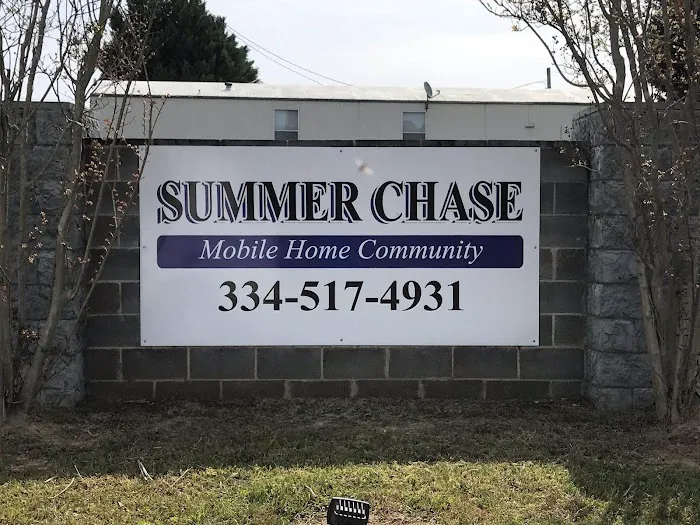 SUMMER CHASE
Mobile Home Community
334-517-4931